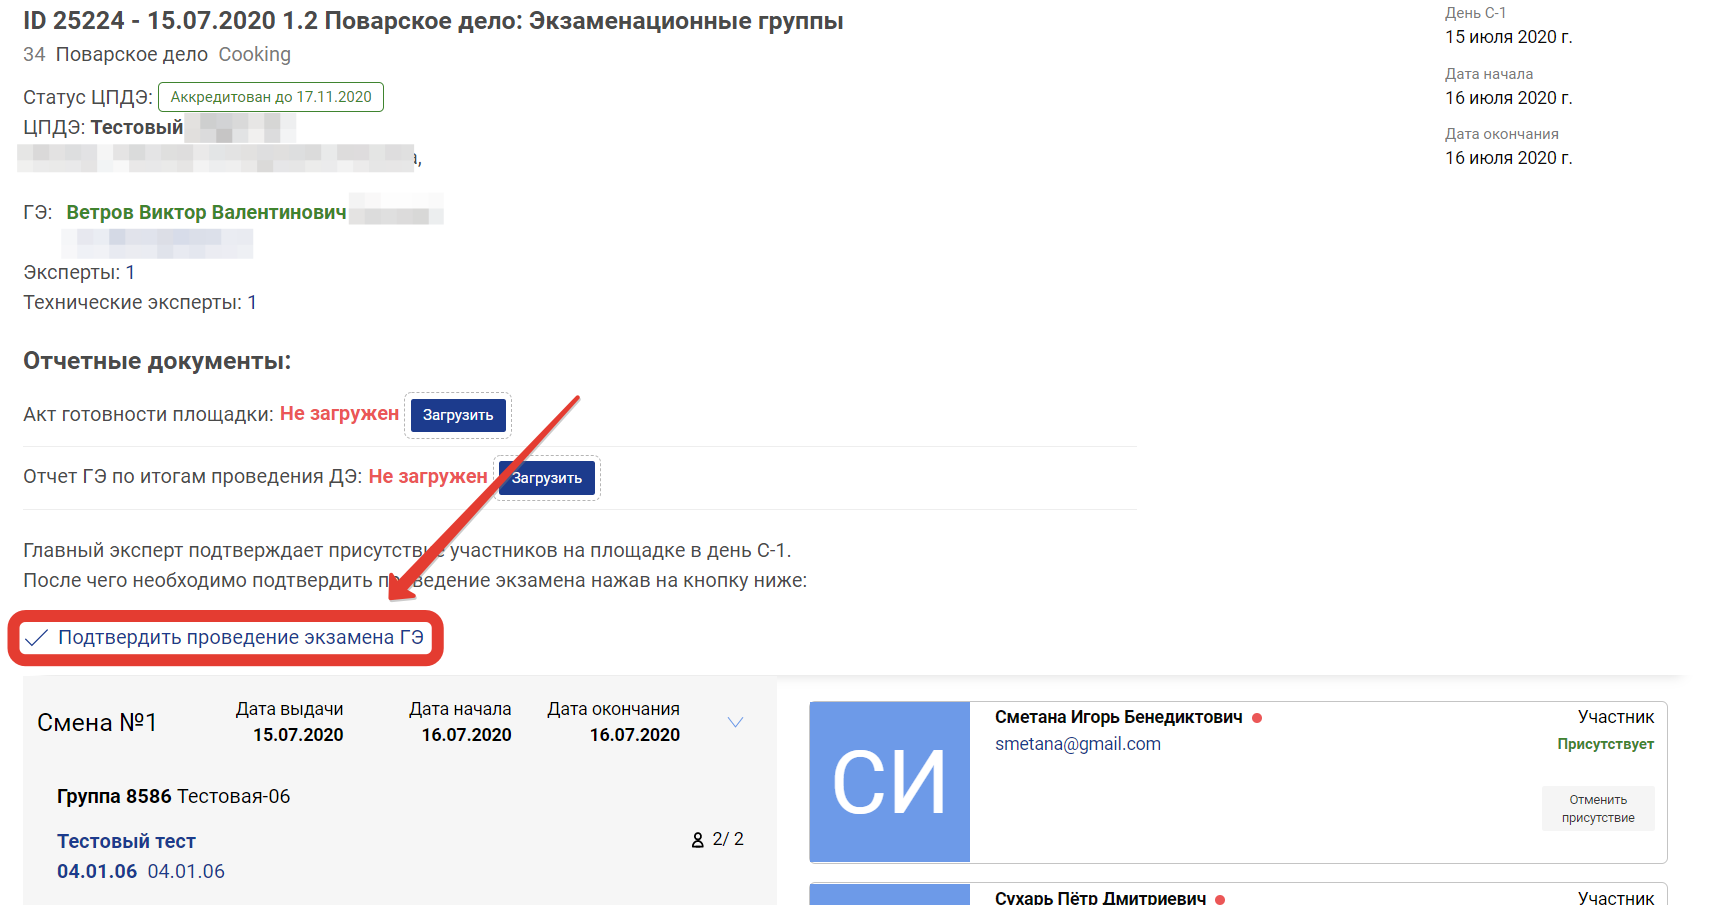 ID 25224 - 15.07.2020 1.2 Поварское дело: Экзаменационные группы
34 Поварское дело Cooking
Статус ЦПДЭ: Аккредитован до 17.11.2020
ЦПДЭ: Тестовый
День С-1
15 июля 2020 г.
Дата начала
16 июля 2020 г.
Дата окончания
16 июля 2020 г.
ГЭ: Ветров Виктор Валентинович
Эксперты: 1
Технические эксперты: 1
Отчетные документы:
Акт готовности площадки: Не загружен Загрузить
Отчет ГЭ по итогам проведения ДЭ: Не загружен Загрузить
Главный эксперт подтверждает присутствие участников на площадке в день С-1.
После чего необходимо подтвердить проведение экзамена нажав на кнопку ниже:
Подтвердить проведение экзамена ГЭ
Смена №1
Дата выдачи
15.07.2020
Дата начала
16.07.2020
Дата окончания
16.07.2020
Группа 8586 Тестовая-06
Тестовый тест
2/ 2
04.01.06 04.01.06
СИ
Сметана Игорь Бенедиктович
smetana@gmail.com
Участник
Присутствует
Отменить
присутствие
Сухарь Пётр Дмитриевич
Участник